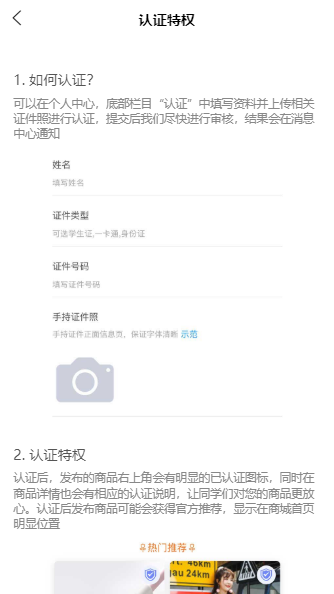 认证特权
1. 如何认证？
可以在个人中心，底部栏目“认证”中填写资料并上传相关
证件照进行认证，提交后我们尽快进行审核，结果会在消息
中心通知
姓名
填写姓名
证件类型
可选学生证,一卡通,身份证
证件号码
填写证件号码
手持证件照
手持证件正面信息页，保证字体清晰 示范
2. 认证特权
认证后，发布的商品右上角会有明显的已认证图标，同时在
商品详情也会有相应的认证说明，让同学们对您的商品更放
心。认证后发布商品可能会获得官方推荐，显示在商城首页
明显位置
热门推荐
т. 46km
gau 24km